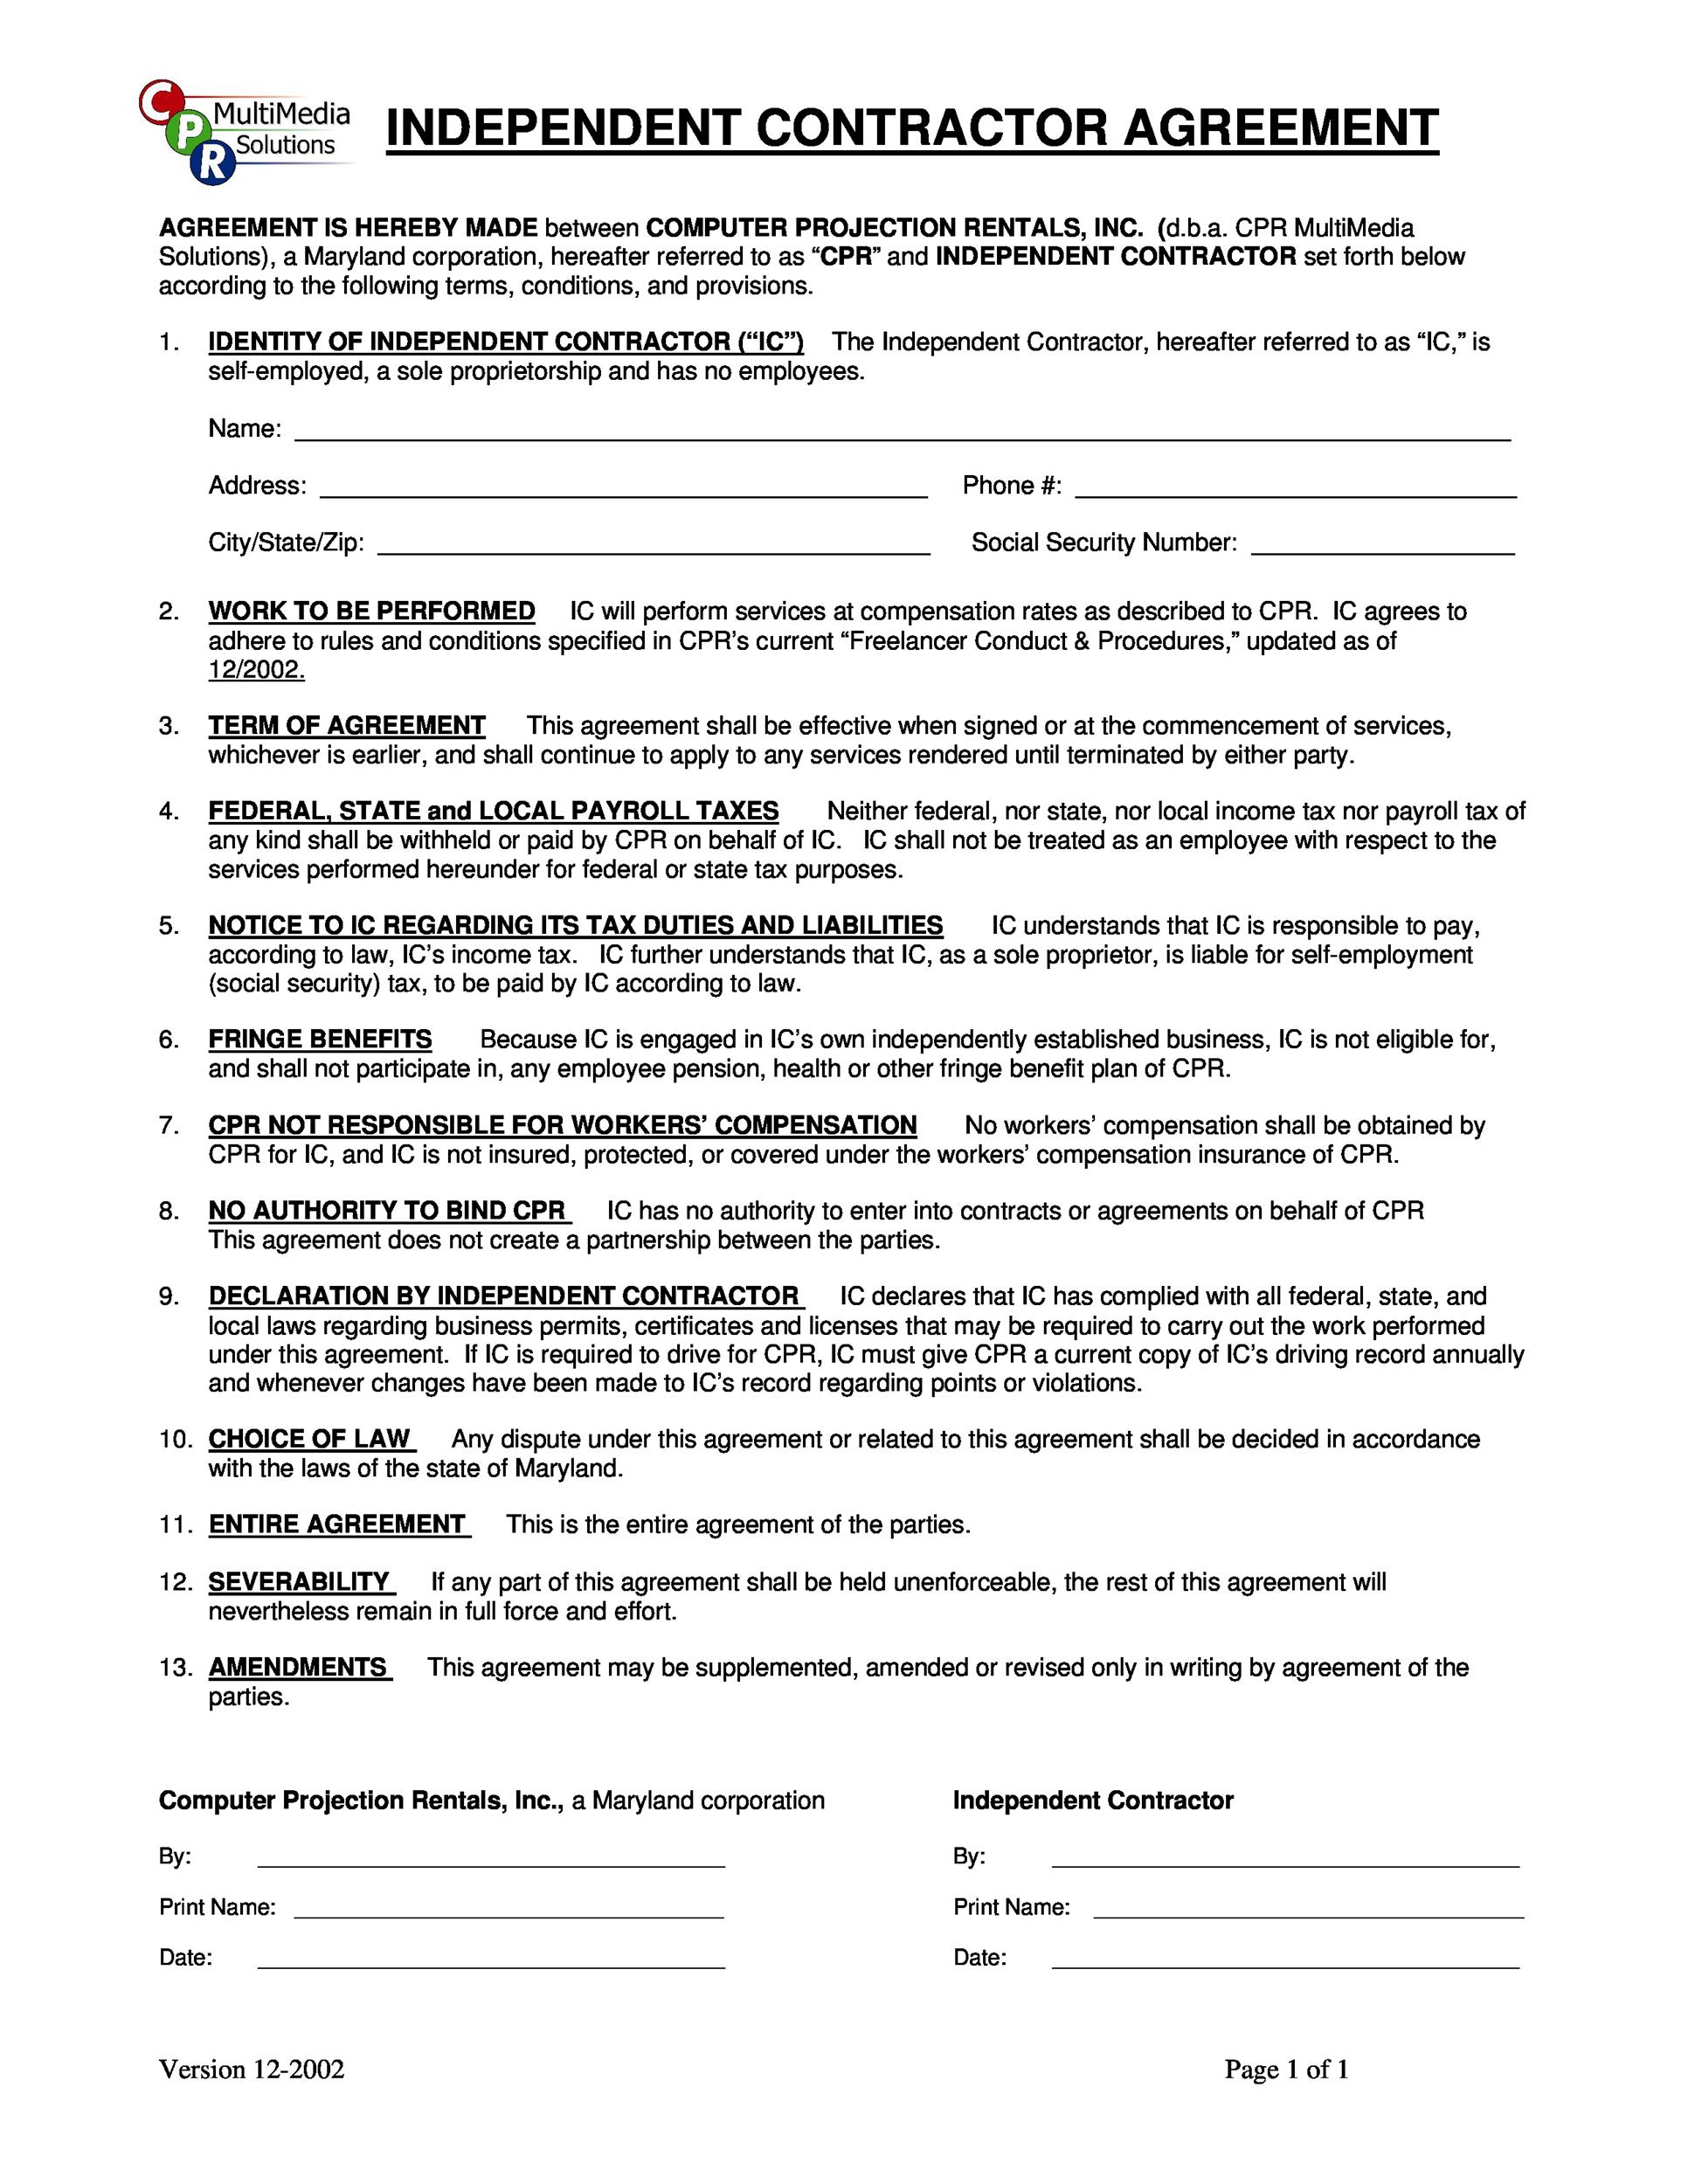 CPR MultiMedia Solutions
INDEPENDENT CONTRACTOR AGREEMENT
AGREEMENT IS HEREBY MADE between COMPUTER PROJECTION RENTALS, INC. (d.b.a. CPR MultiMedia
Solutions), a Maryland corporation, hereafter referred to as “CPR” and INDEPENDENT CONTRACTOR set forth below
according to the following terms, conditions, and provisions.
1. IDENTITY OF INDEPENDENT CONTRACTOR (“IC”) The Independent Contractor, hereafter referred to as “IC,” is
self-employed, a sole proprietorship and has no employees.
Name:
Address: Phone #:
City/State/Zip: Social Security Number:
2. WORK TO BE PERFORMED IC will perform services at compensation rates as described to CPR. IC agrees to
adhere to rules and conditions specified in CPR’s current “Freelancer Conduct & Procedures,” updated as of
12/2002.
3. TERM OF AGREEMENT This agreement shall be effective when signed or at the commencement of services,
whichever is earlier, and shall continue to apply to any services rendered until terminated by either party.
4. FEDERAL, STATE and LOCAL PAYROLL TAXES Neither federal, nor state, nor local income tax nor payroll tax of
any kind shall be withheld or paid by CPR on behalf of IC. IC shall not be treated as an employee with respect to the
services performed hereunder for federal or state tax purposes.
5. NOTICE TO IC REGARDING ITS TAX DUTIES AND LIABILITIES IC understands that IC is responsible to pay,
according to law, IC’s income tax. IC further understands that IC, as a sole proprietor, is liable for self-employment
(social security) tax, to be paid by IC according to law.
6. FRINGE BENEFITS Because IC is engaged in IC’s own independently established business, IC is not eligible for,
and shall not participate in, any employee pension, health or other fringe benefit plan of CPR.
7. CPR NOT RESPONSIBLE FOR WORKERS’ COMPENSATION No workers’ compensation shall be obtained by
CPR for IC, and IC is not insured, protected, or covered under the workers’ compensation insurance of CPR.
8. NO AUTHORITY TO BIND CPR IC has no authority to enter into contracts or agreements on behalf of CPR
This agreement does not create a partnership between the parties.
9. DECLARATION BY INDEPENDENT CONTRACTOR IC declares that IC has complied with all federal, state, and
local laws regarding business permits, certificates and licenses that may be required to carry out the work performed
under this agreement. If IC is required to drive for CPR, IC must give CPR a current copy of IC’s driving record annually
and whenever changes have been made to IC’s record regarding points or violations.
10. CHOICE OF LAW Any dispute under this agreement or related to this agreement shall be decided in accordance
with the laws of the state of Maryland.
11. ENTIRE AGREEMENT This is the entire agreement of the parties.
12. SEVERABILITY If any part of this agreement shall be held unenforceable, the rest of this agreement will
nevertheless remain in full force and effort.
13. AMENDMENTS This agreement may be supplemented, amended or revised only in writing by agreement of the
parties.
Computer Projection Rentals, Inc., a Maryland corporation Independent Contractor
By: By:
Print Name: Print Name:
Date: Date:
Version 12-2002 Page 1 of 1